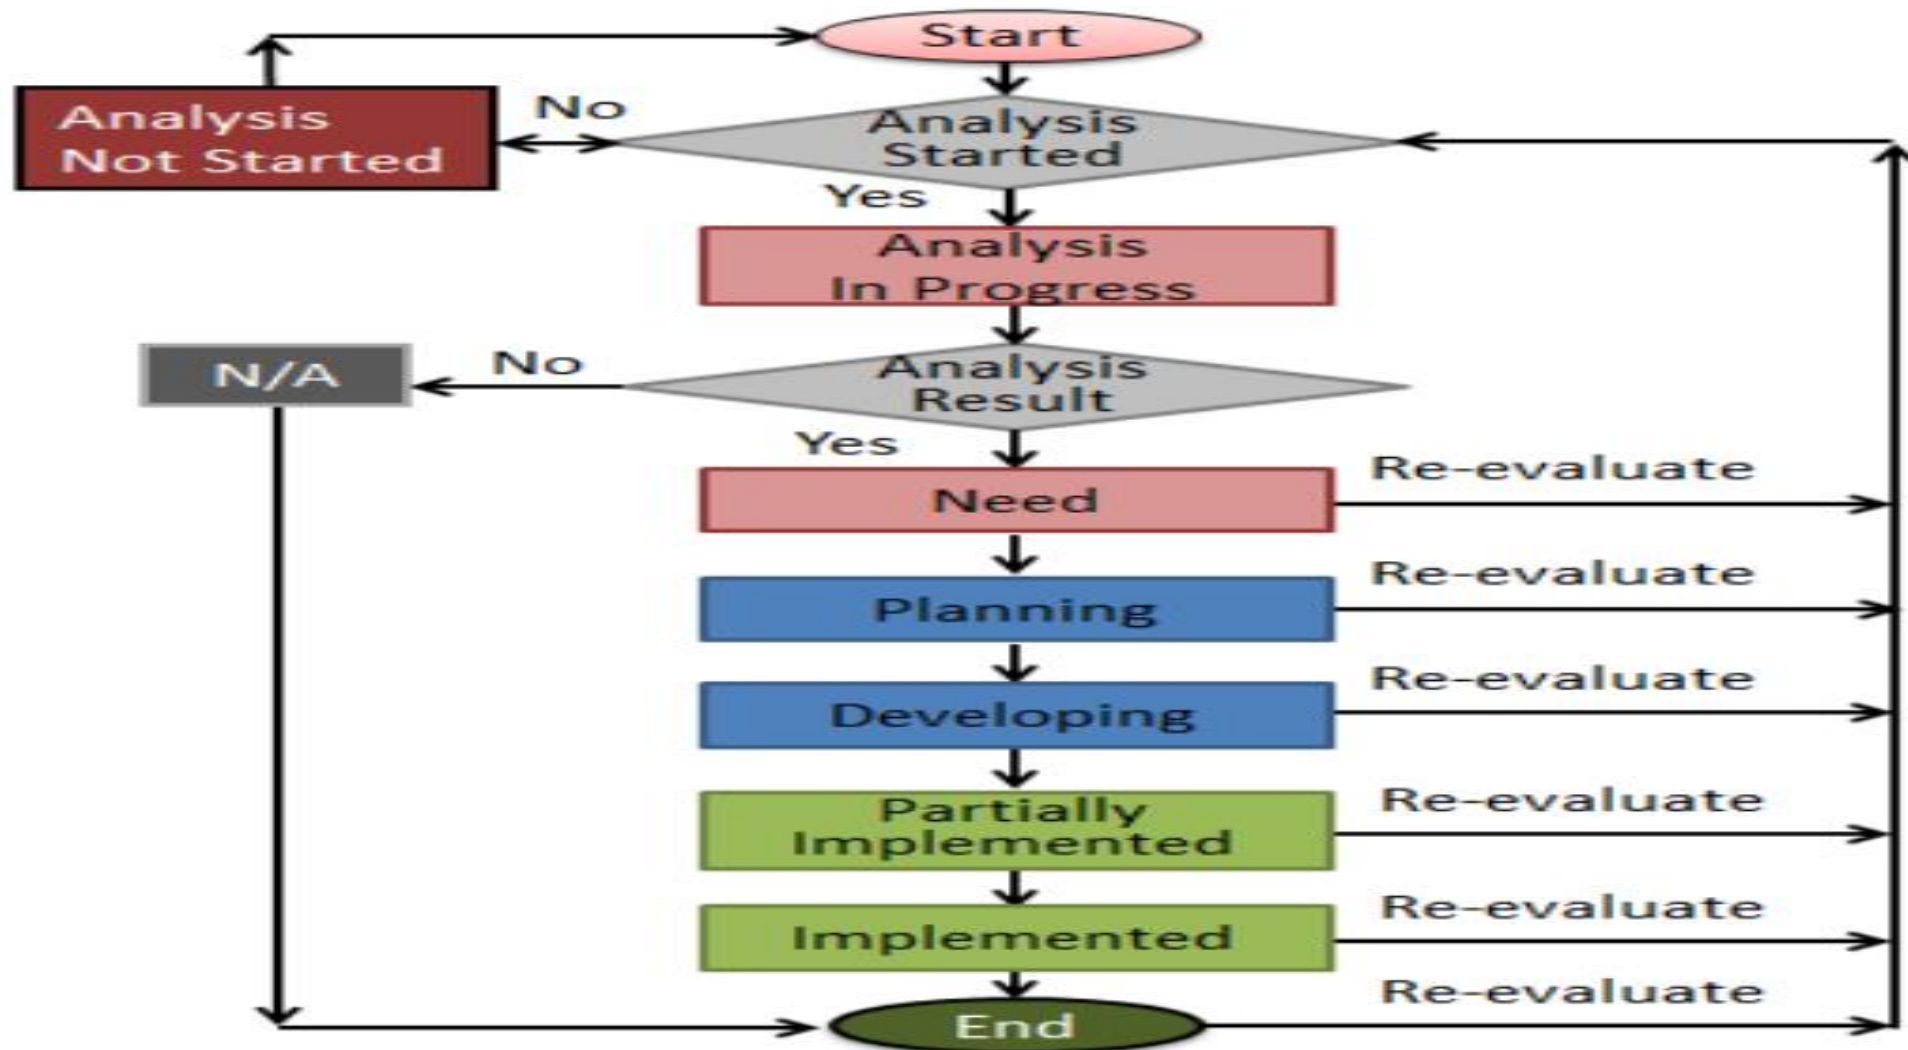 Start
Analysis
Not Started
No
Analysis
Started
Yes
Analysis
In Progress
N/A
No
Analysis
Result
Yes
Need
Re-evaluate
Planning
Re-evaluate
Developing
Re-evaluate
Partially
Implemented
Re-evaluate
Implemented
Re-evaluate
End
Re-evaluate